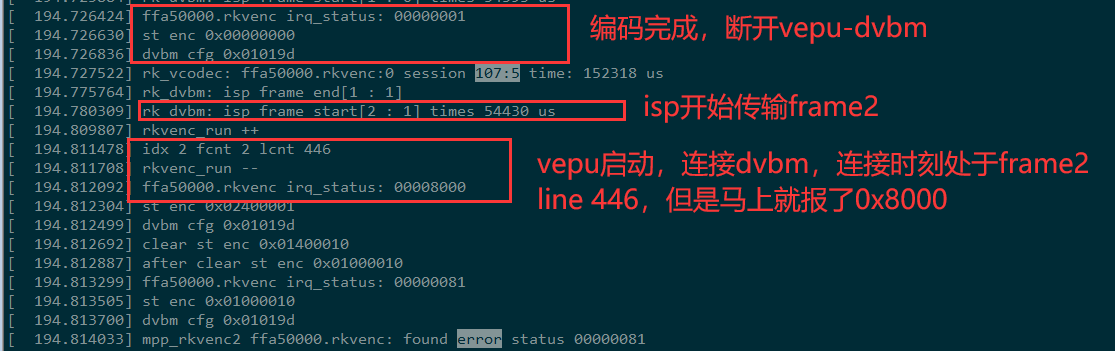 194.726424] ffa50000.rkvenc irq_status: 00000001
194.726630] st enc 0x00000000
194.726836] dvbm cfg 0x01019d
编码完成，断开vepu-dvbm
[ 194.727522] rk_vcodec: ffa50000.rkvenc:0 session 107:5 time: 152318 us
[ 194.775764] rk_dvbm: isp frame end[1 : 1]
[ 194.780309] rk_dvbm: isp frame start[2 : 1] times 54430 us
isp开始传输frame2
[ 194.809807] rkvenc_run ++
[ 194.811478] idx 2 fcnt 2 lcnt 446
[ 194.811708] rkvenc_run --
[ 194.812092] ffa50000.rkvenc irq_status: 00008000
vepu启动，连接dvbm，连接时刻处于frame2
line 446，但是马上就报了0x8000
[ 194.812304] st enc 0x02400001
[ 194.812499] dvbm cfg 0x01019d
[ 194.812692] clear st enc 0x01400010
[ 194.812887] after clear st enc 0x01000010
[ 194.813299] ffa50000.rkvenc irq_status: 00000081
[ 194.813505] st enc 0x01000010
[ 194.813700] dvbm cfg 0x01019d
[ 194.814033] mpp_rkvenc2 ffa50000.rkvenc: found error status 00000081